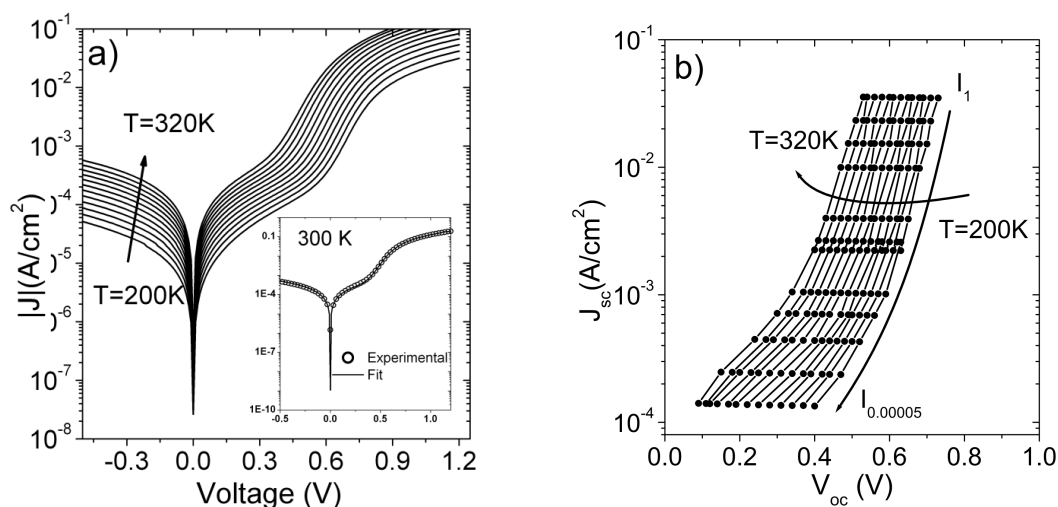 a)
10^-1
10^-2
10^-3
10^-4
10^-5
)^-6
10^-7
10^-8
|J|(A/cm^2)
T=320K
T=200K
-0.3 0.0 0.3 0.6 0.9 1.2
Voltage (V)
300 K
0.1
1E-4
1E-7
1E-10
Experimental
Fit
-0.5 0.0 0.5 1.0
b)
10^-1
10^-2
10^-3
10^-4
J_sc(A/cm^2)
I_1
T=320K
T=200K
I_0.00005
0.0 0.2 0.4 0.6 0.8 1.0
V_oc (V)